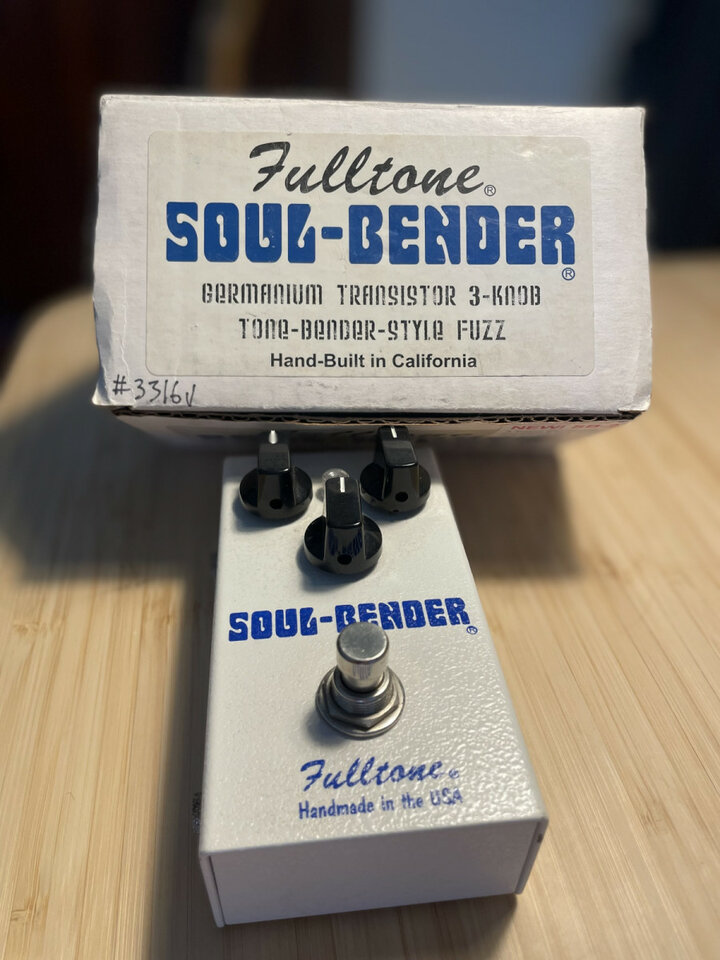 Fulltone®
SOUL-BENDER®
GERMANIUM TRANSISTOR 3-KNOB
TONE-BENDER-STYLE FUZZ
Hand-Built in California
#3316v
NEW!
SOUL-BENDER®
Fulltone®
Handmade in the USA